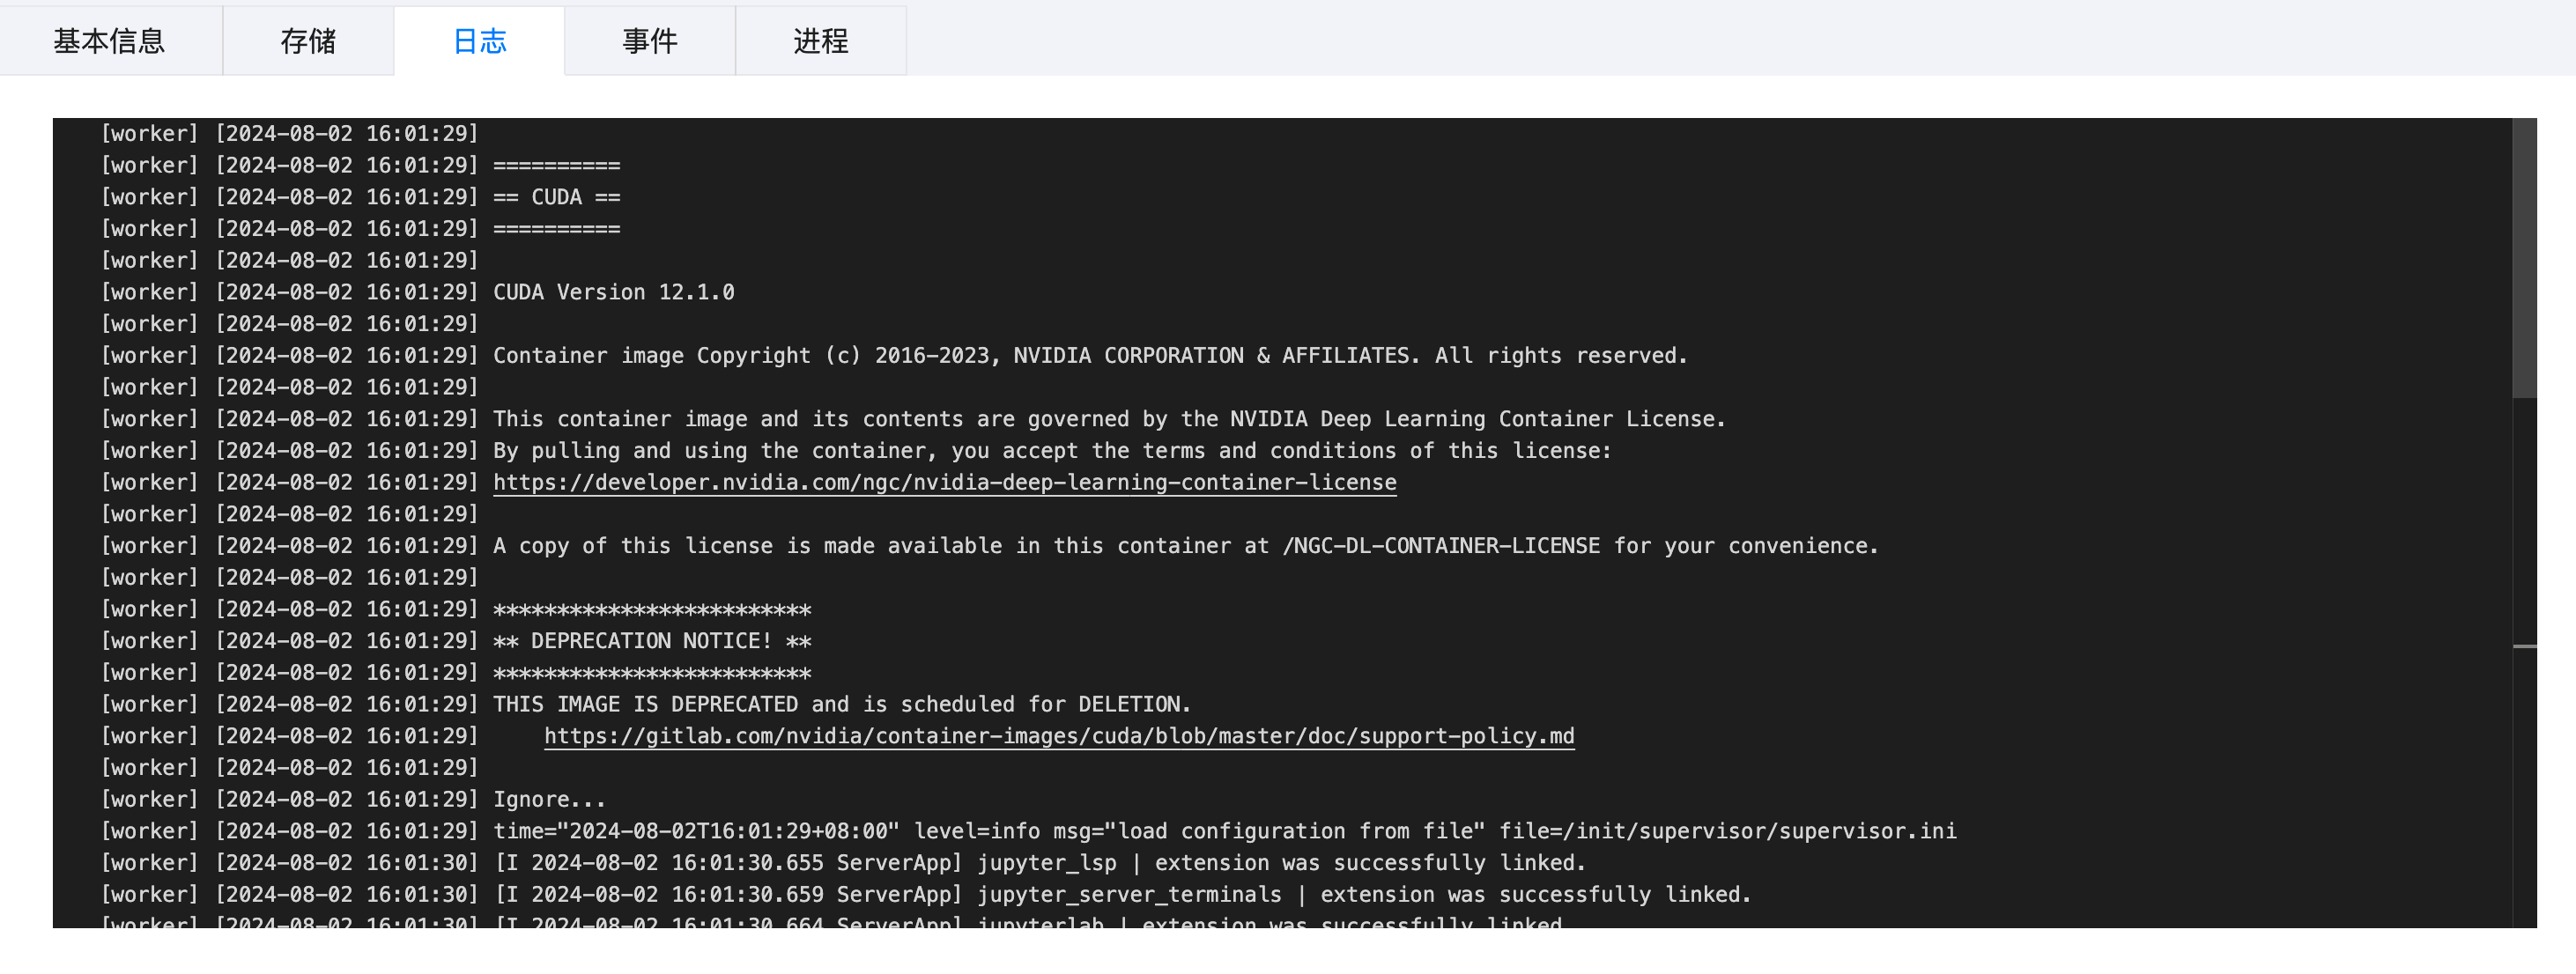 基本信息 存储 日志 事件 进程
[worker] [2024-08-02 16:01:29]
[worker] [2024-08-02 16:01:29] ==========
[worker] [2024-08-02 16:01:29] == CUDA ==
[worker] [2024-08-02 16:01:29] ==========
[worker] [2024-08-02 16:01:29]
[worker] [2024-08-02 16:01:29] CUDA Version 12.1.0
[worker] [2024-08-02 16:01:29]
[worker] [2024-08-02 16:01:29] Container image Copyright (c) 2016-2023, NVIDIA CORPORATION & AFFILIATES. All rights reserved.
[worker] [2024-08-02 16:01:29]
[worker] [2024-08-02 16:01:29] This container image and its contents are governed by the NVIDIA Deep Learning Container License.
[worker] [2024-08-02 16:01:29] By pulling and using the container, you accept the terms and conditions of this license:
[worker] [2024-08-02 16:01:29] https://developer.nvidia.com/ngc/nvidia-deep-learning-container-license
[worker] [2024-08-02 16:01:29]
[worker] [2024-08-02 16:01:29] A copy of this license is made available in this container at /NGC-DL-CONTAINER-LICENSE for your convenience.
[worker] [2024-08-02 16:01:29]
[worker] [2024-08-02 16:01:29] *************************
[worker] [2024-08-02 16:01:29] ** DEPRECATION NOTICE! **
[worker] [2024-08-02 16:01:29] *************************
[worker] [2024-08-02 16:01:29] THIS IMAGE IS DEPRECATED and is scheduled for DELETION.
[worker] [2024-08-02 16:01:29]     https://gitlab.com/nvidia/container-images/cuda/blob/master/doc/support-policy.md
[worker] [2024-08-02 16:01:29]
[worker] [2024-08-02 16:01:29] Ignore...
[worker] [2024-08-02 16:01:29] time="2024-08-02T16:01:29+08:00" level=info msg="load configuration from file" file=/init/supervisor/supervisor.ini
[worker] [2024-08-02 16:01:30] [I 2024-08-02 16:01:30.655 ServerApp] jupyter_lsp | extension was successfully linked.
[worker] [2024-08-02 16:01:30] [I 2024-08-02 16:01:30.659 ServerApp] jupyter_server_terminals | extension was successfully linked.
[worker] [2024-08-02 16:01:30] [I 2024-08-02 16:01:30.664 ServerApp] jupyterlab | extension was successfully linked.